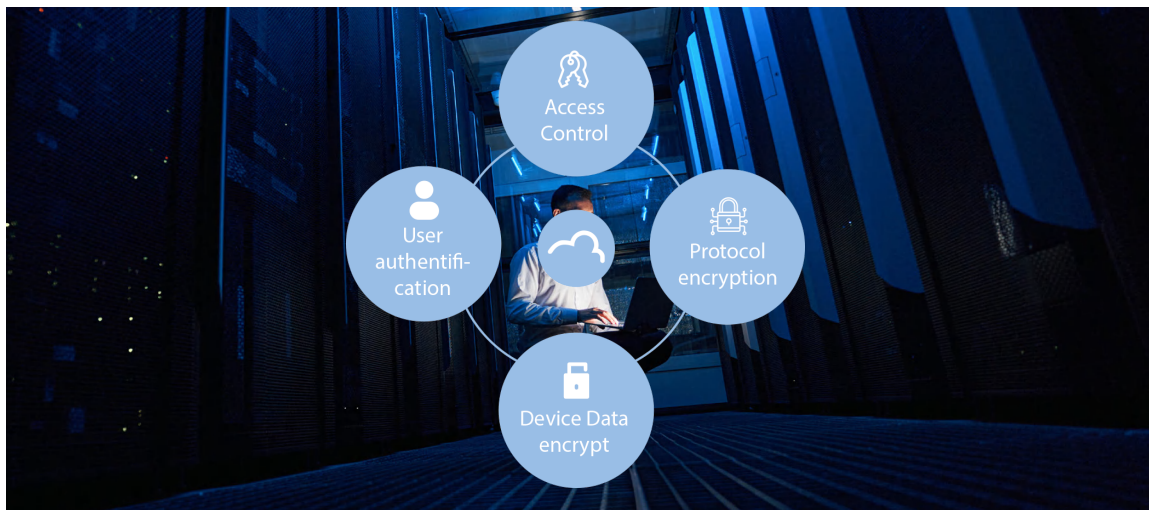 Access
Control
User
authentifi-
cation
Protocol
encryption
Device Data
encrypt